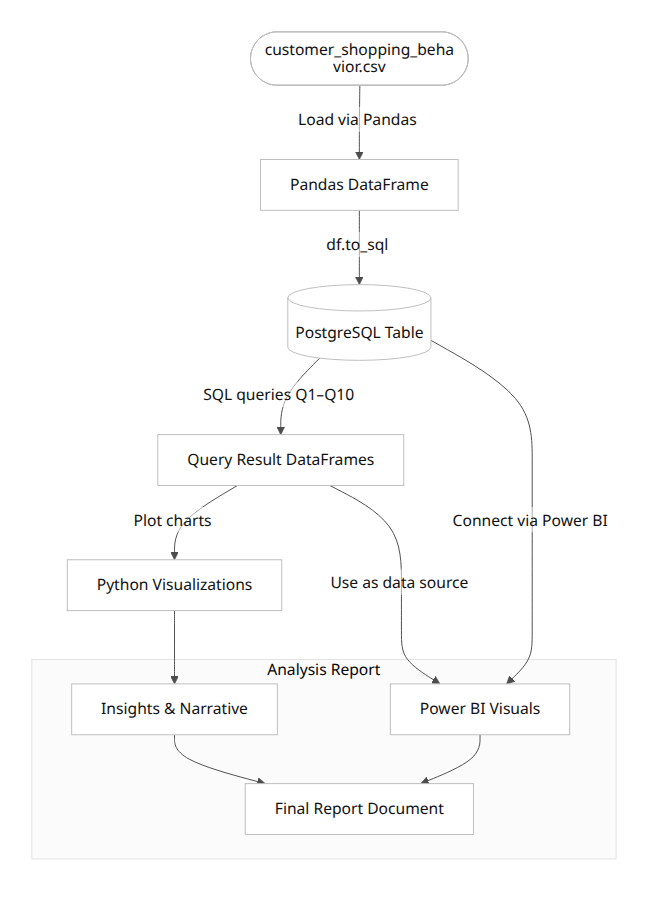 customer_shopping_beha
vior.csv
Load via Pandas
Pandas DataFrame
df.to_sql
PostgreSQL Table
SQL queries Q1–Q10
Query Result DataFrames
Plot charts
Connect via Power BI
Python Visualizations
Use as data source
Analysis Report
Insights & Narrative
Power BI Visuals
Final Report Document